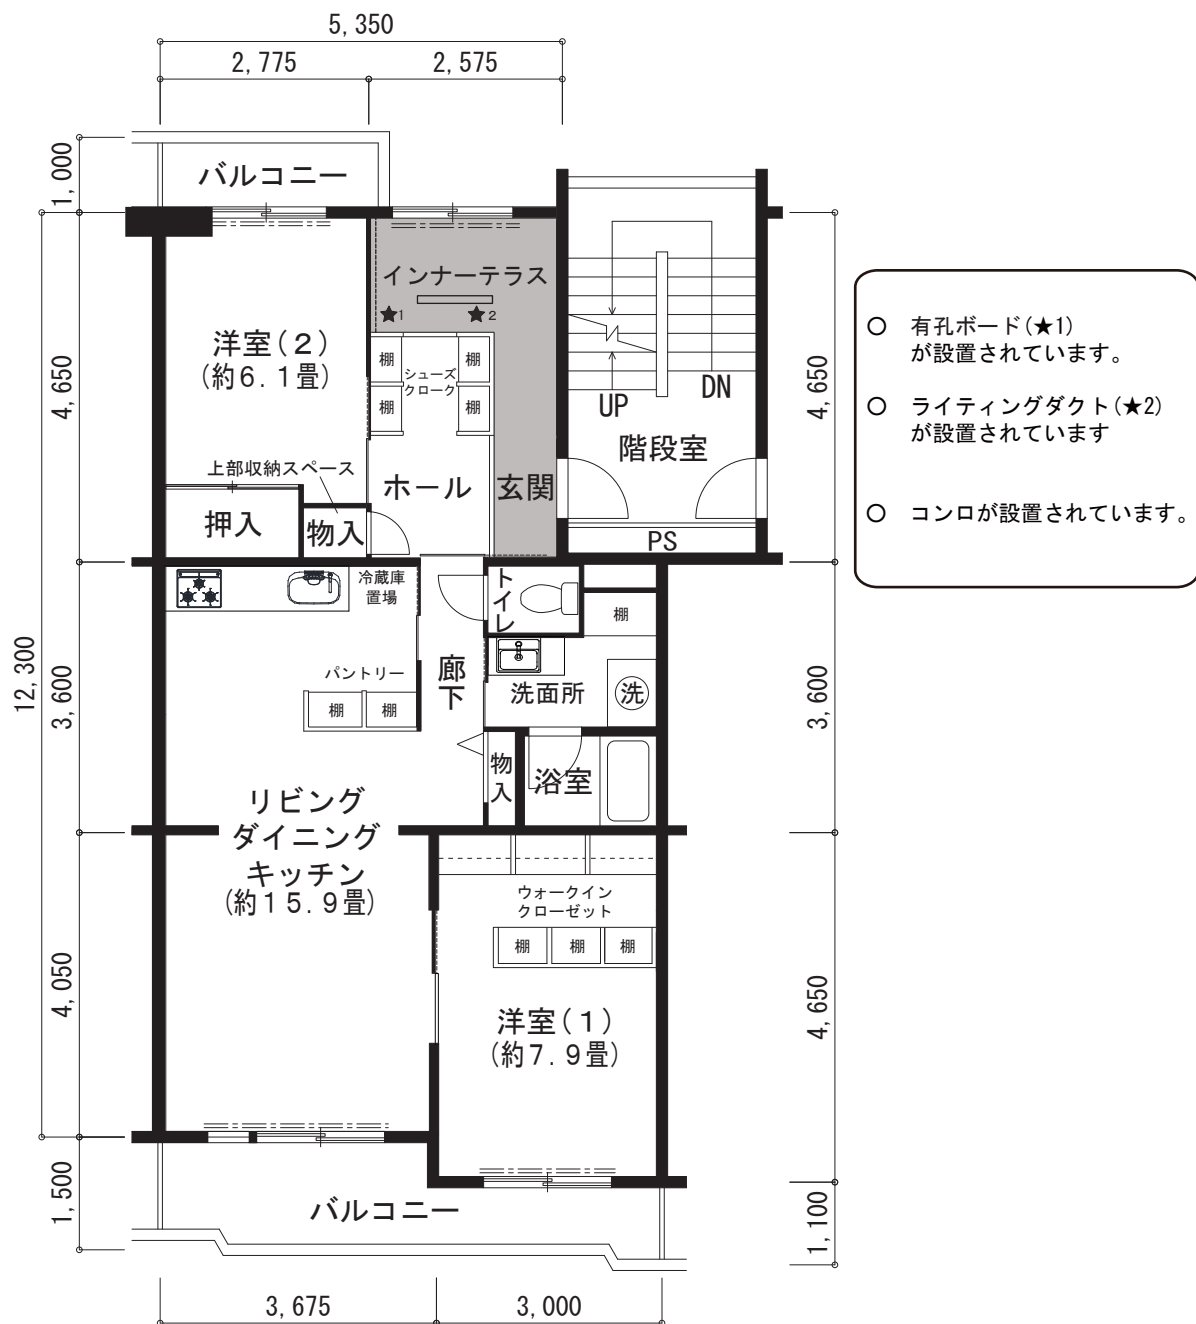 5,350
2,775
2,575
1,000
バルコニー
インナーテラス
★1
★2
洋室(2)
(約6.1畳)
棚
シューズ
クローク
棚
棚
棚
UP
DN
階段室
4,650
4,650
上部収納スペース
ホール
玄関
押入
物入
PS
○ 有孔ボード(★1)
が設置されています。
○ ライティングダクト(★2)
が設置されています
○ コンロが設置されています。
冷蔵庫
置場
トイレ
棚
12,300
3,600
3,600
パントリー
棚
棚
廊下
洗面所
洗
物入
浴室
リビング
ダイニング
キッチン
(約15.9畳)
ウォークイン
クローゼット
棚
棚
棚
4,050
4,650
洋室(1)
(約7.9畳)
1,500
バルコニー
1,100
3,675
3,000